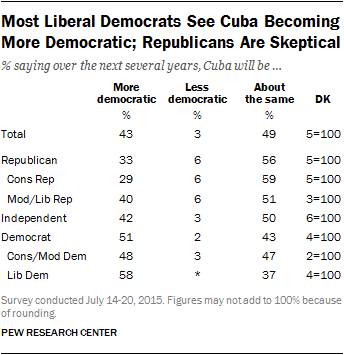 Most Liberal Democrats See Cuba Becoming
More Democratic; Republicans Are Skeptical
% saying over the next several years, Cuba will be ...
More democratic Less democratic About the same DK
% % %
Total 43 3 49 5=100
Republican 33 6 56 5=100
Cons Rep 29 6 59 5=100
Mod/Lib Rep 40 6 51 3=100
Independent 42 3 50 6=100
Democrat 51 2 43 4=100
Cons/Mod Dem 48 3 47 2=100
Lib Dem 58 * 37 4=100
Survey conducted July 14-20, 2015. Figures may not add to 100% because
of rounding.
PEW RESEARCH CENTER